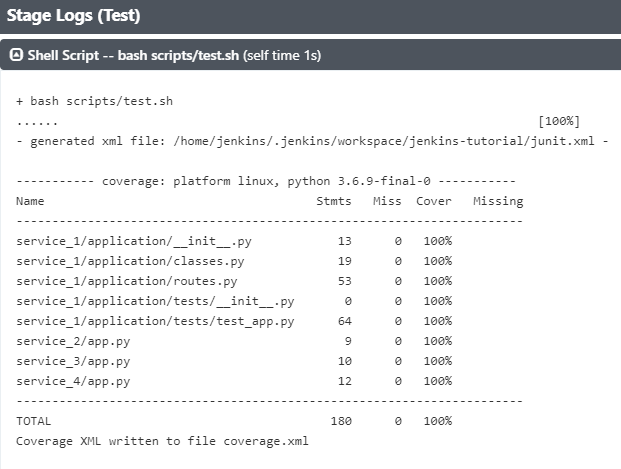 Stage Logs (Test)
Shell Script -- bash scripts/test.sh (self time 1s)
+ bash scripts/test.sh
...... [100%]
- generated xml file: /home/jenkins/.jenkins/workspace/jenkins-tutorial/junit.xml -
----------- coverage: platform linux, python 3.6.9-final-0 -----------
Name Stmts Miss Cover Missing
-----------------------------------------------------------------------
service_1/application/__init__.py 13 0 100%
service_1/application/classes.py 19 0 100%
service_1/application/routes.py 53 0 100%
service_1/application/tests/__init__.py 0 0 100%
service_1/application/tests/test_app.py 64 0 100%
service_2/app.py 9 0 100%
service_3/app.py 10 0 100%
service_4/app.py 12 0 100%
-----------------------------------------------------------------------
TOTAL 180 0 100%
Coverage XML written to file coverage.xml